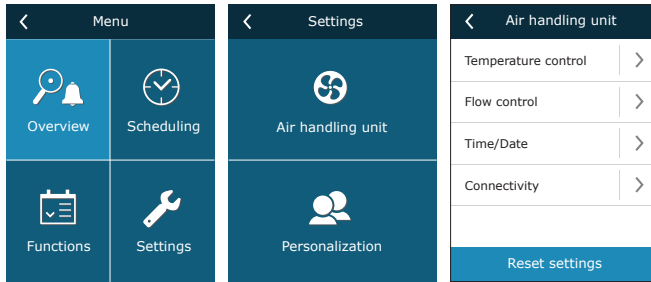 Menu
Overview
Scheduling
Functions
Settings
Settings
Air handling unit
Personalization
Air handling unit
Temperature control
Flow control
Time/Date
Connectivity
Reset settings